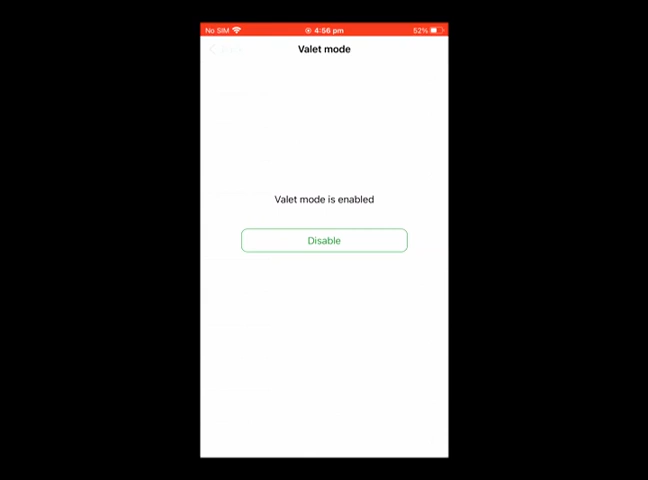 No SIM 4:56 pm 52%
Valet mode
Valet mode is enabled
Disable